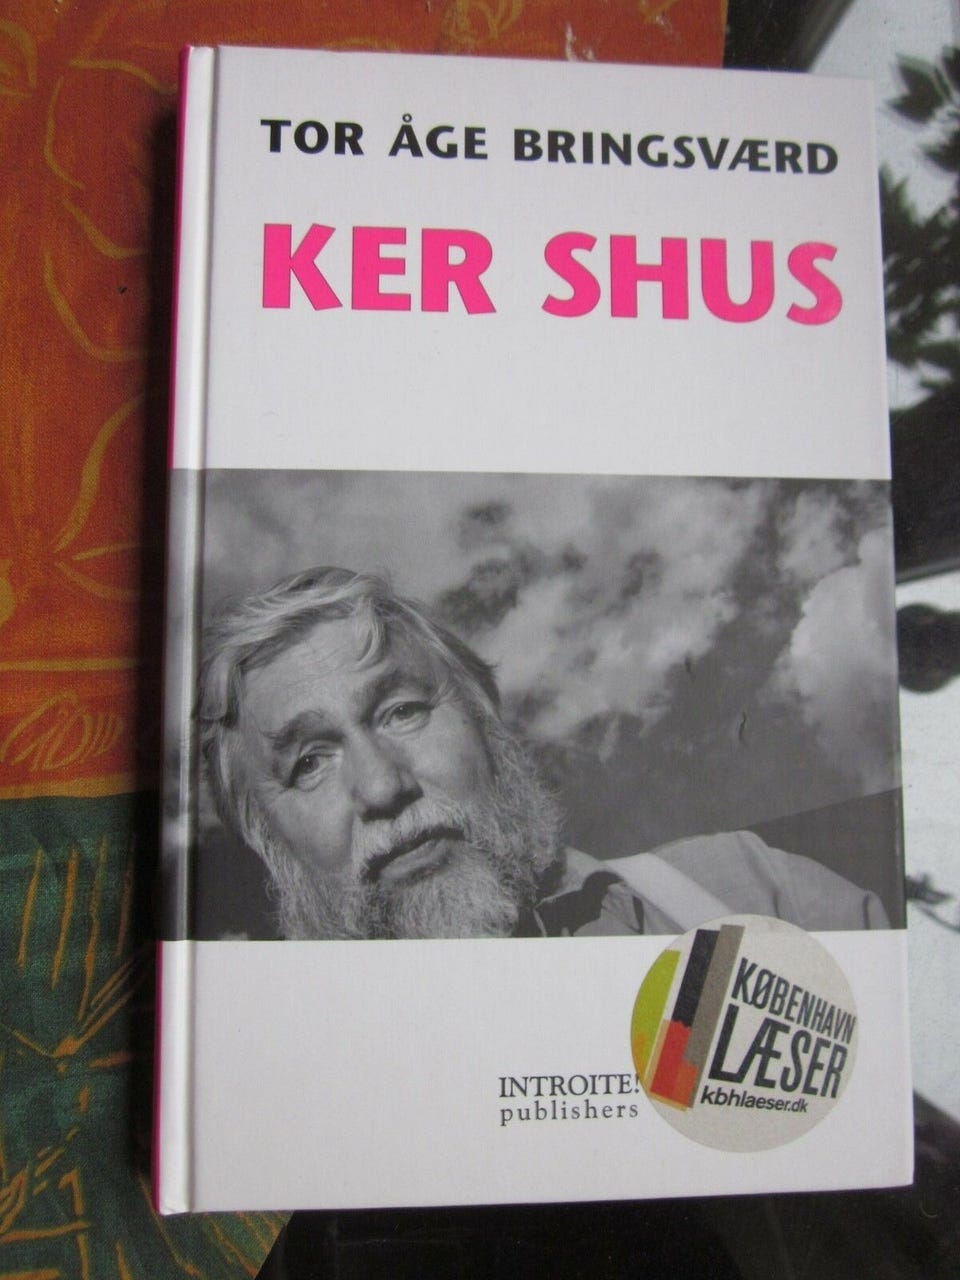 TOR ÅGE BRINGSVÆRD
KER SHUS
INTROITE!
publishers
KØBENHAVN
LÆSER
kbhlaeser.dk